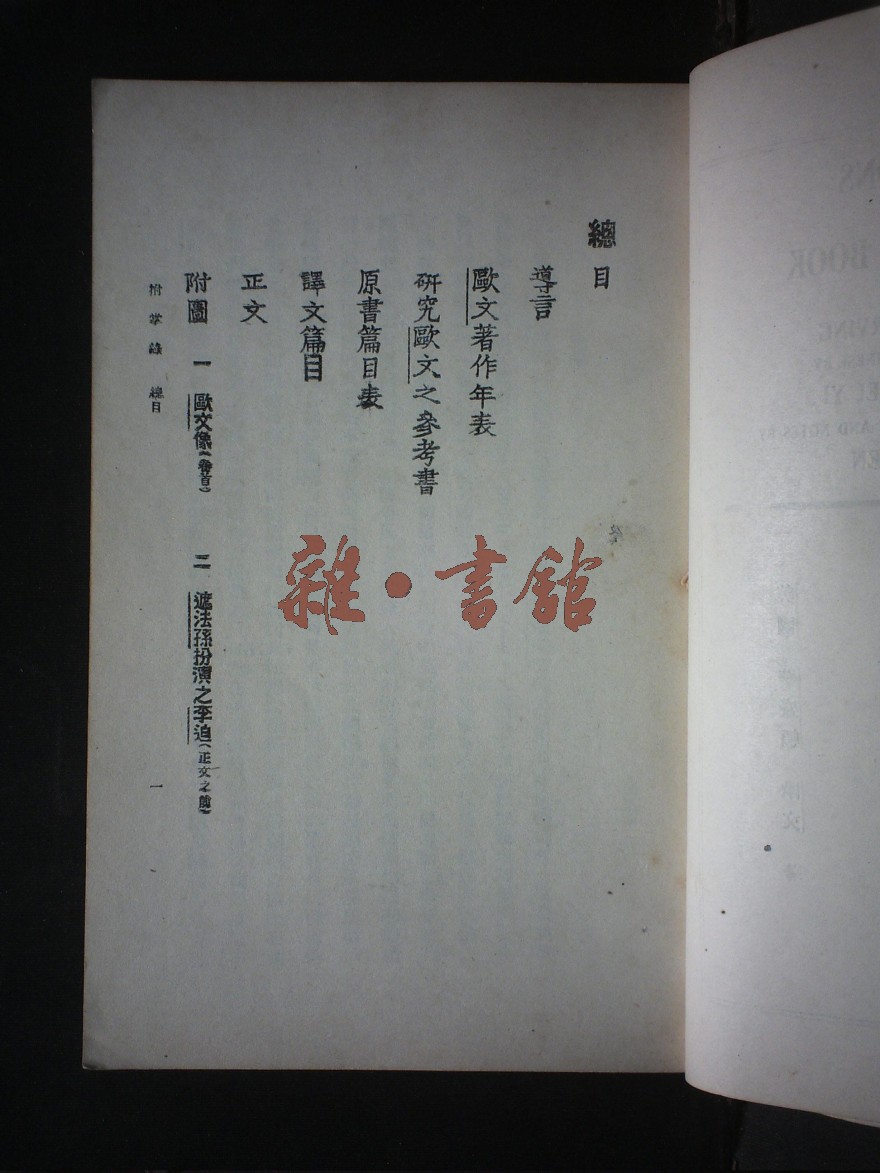 總目
導言
歐文著作年表
研究歐文之參考書
原書篇目表
譯文篇目
正文
附圖 一 歐文像（卷首） 二 遮法孫扮演之李迫（正文之前）
拊掌錄 總目 一
雜・書館
BOOK